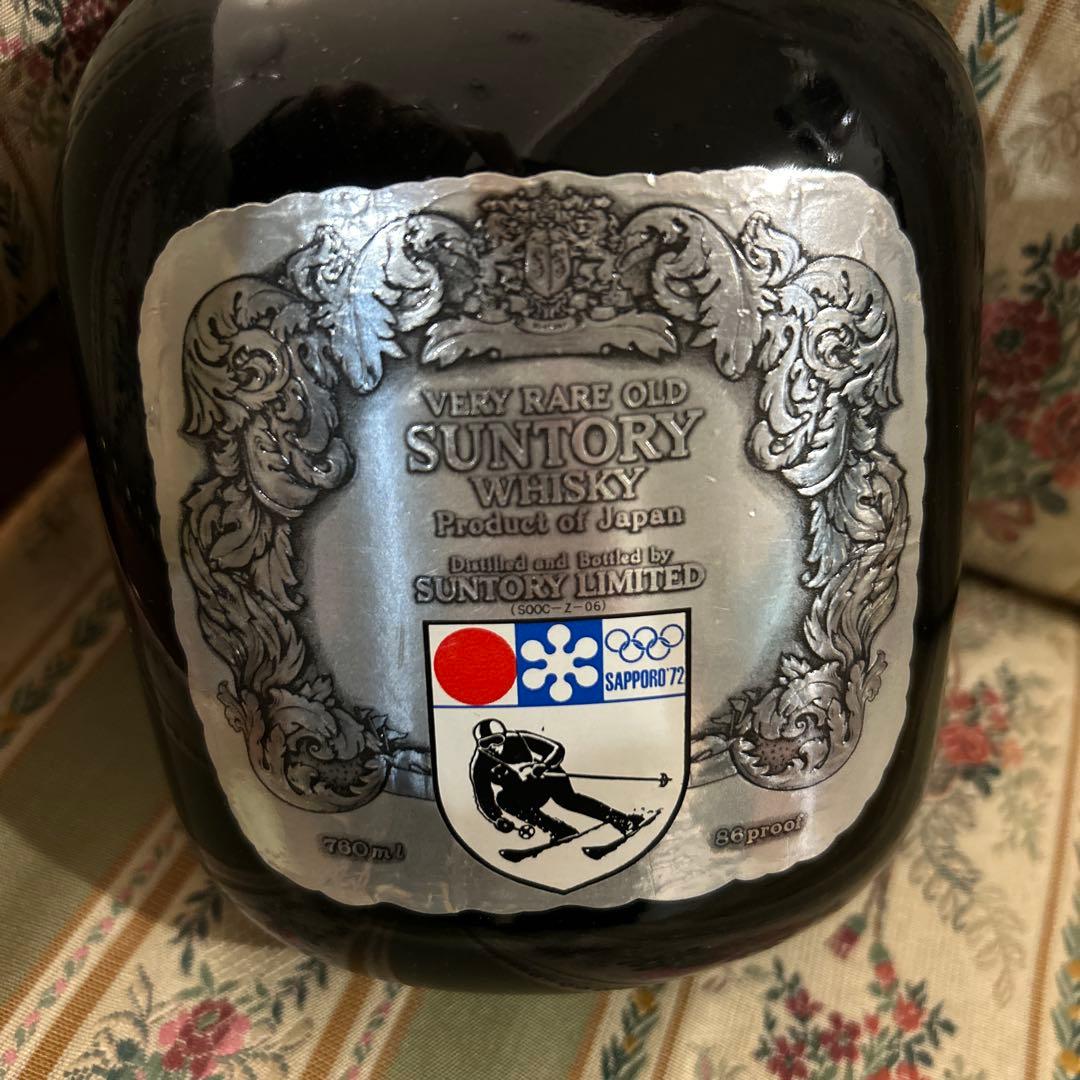 VERY RARE OLD
SUNTORY
WHISKY
Product of Japan
Distilled and Bottled by
SUNTORY LIMITED
(SOOC-Z-06)
SAPPORO'72
760ml
86proof